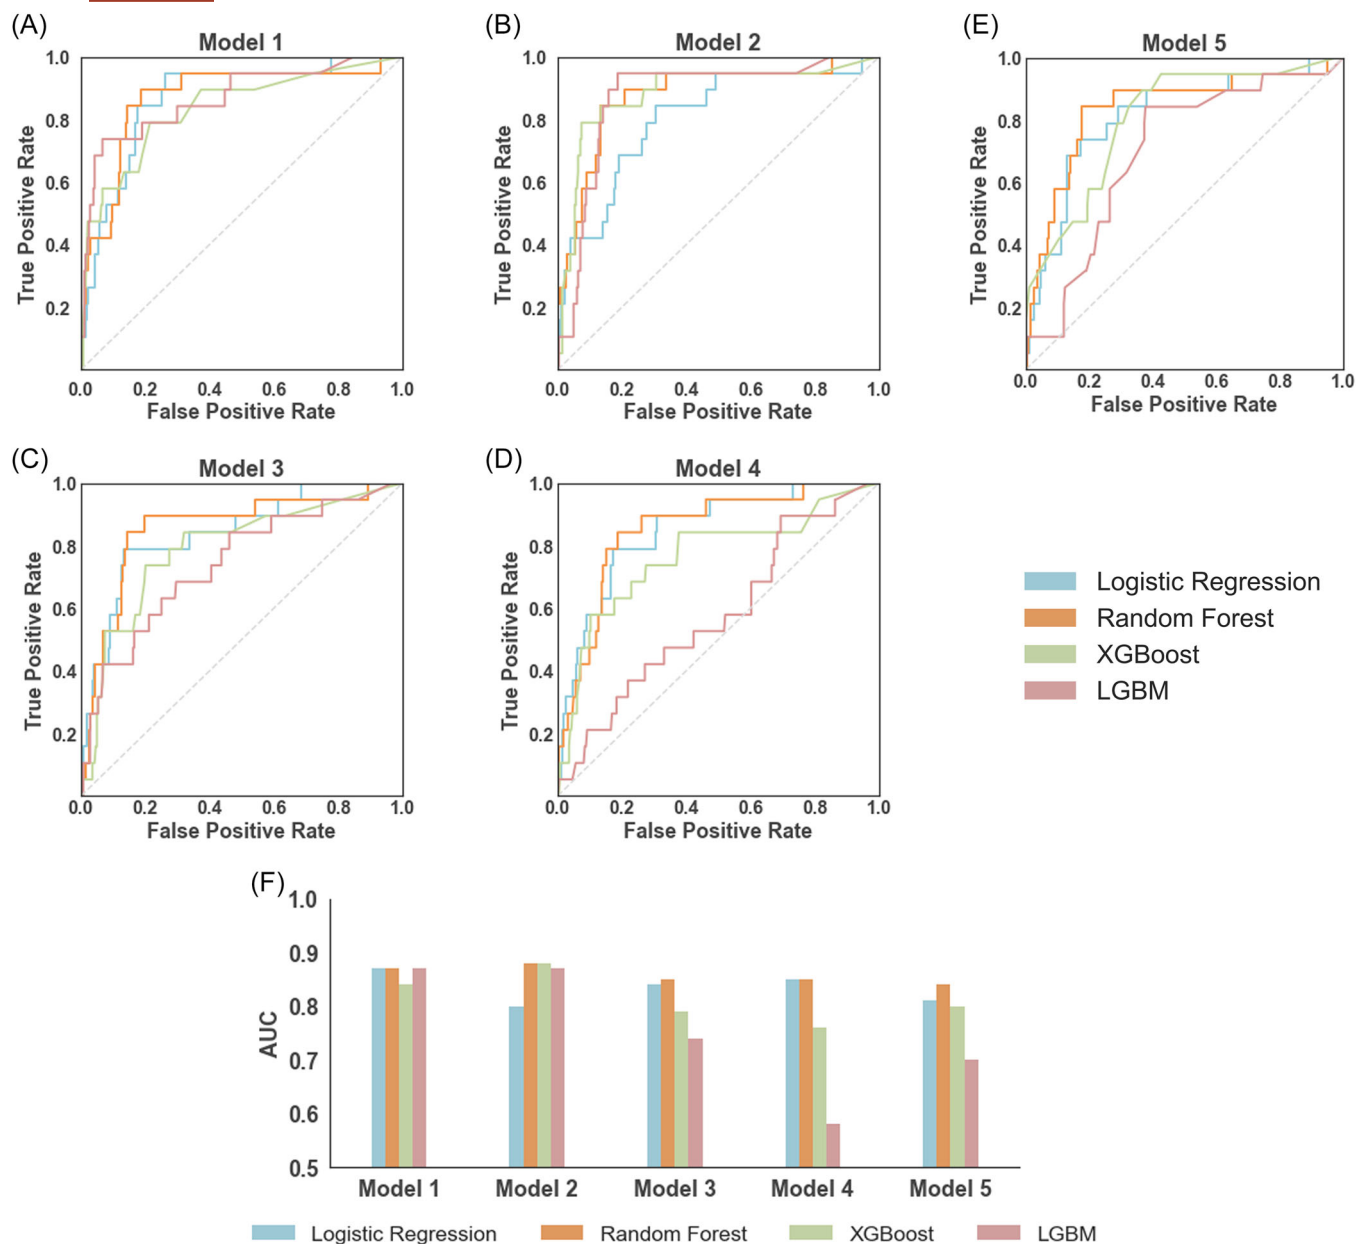 (A)
Model 1
1.0
0.8
0.6
0.4
0.2
True Positive Rate
0.0 0.2 0.4 0.6 0.8 1.0
False Positive Rate
(B)
Model 2
1.0
0.8
0.6
0.4
0.2
True Positive Rate
0.0 0.2 0.4 0.6 0.8 1.0
False Positive Rate
(E)
Model 5
1.0
0.8
0.6
0.4
0.2
True Positive Rate
0.0 0.2 0.4 0.6 0.8 1.0
False Positive Rate
(C)
Model 3
1.0
0.8
0.6
0.4
0.2
True Positive Rate
0.0 0.2 0.4 0.6 0.8 1.0
False Positive Rate
(D)
Model 4
1.0
0.8
0.6
0.4
0.2
True Positive Rate
0.0 0.2 0.4 0.6 0.8 1.0
False Positive Rate
Logistic Regression
Random Forest
XGBoost
LGBM
(F)
1.0
0.9
0.8
0.7
0.6
0.5
AUC
Model 1 Model 2 Model 3 Model 4 Model 5
Logistic Regression Random Forest XGBoost LGBM